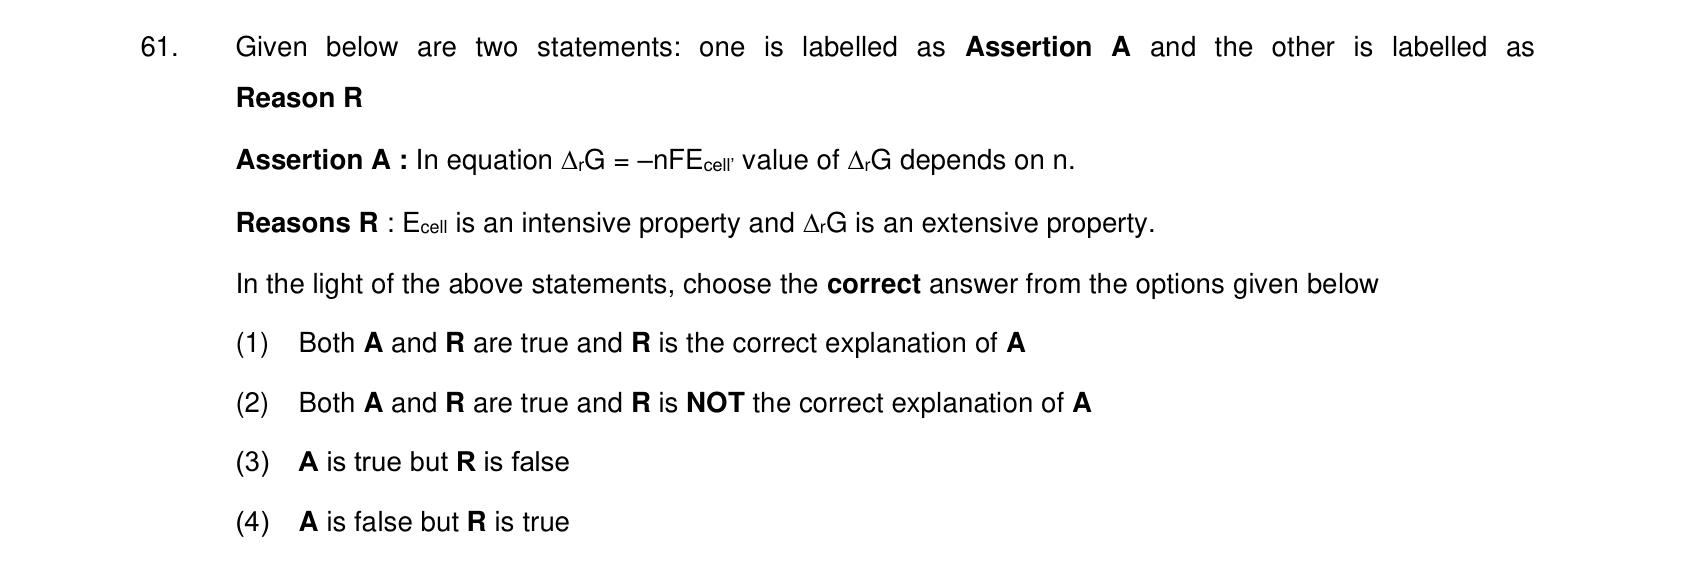 61. Given below are two statements: one is labelled as Assertion A and the other is labelled as
Reason R
Assertion A : In equation ΔrG = –nFEcell’ value of ΔrG depends on n.
Reasons R : Ecell is an intensive property and ΔrG is an extensive property.
In the light of the above statements, choose the correct answer from the options given below
(1) Both A and R are true and R is the correct explanation of A
(2) Both A and R are true and R is NOT the correct explanation of A
(3) A is true but R is false
(4) A is false but R is true